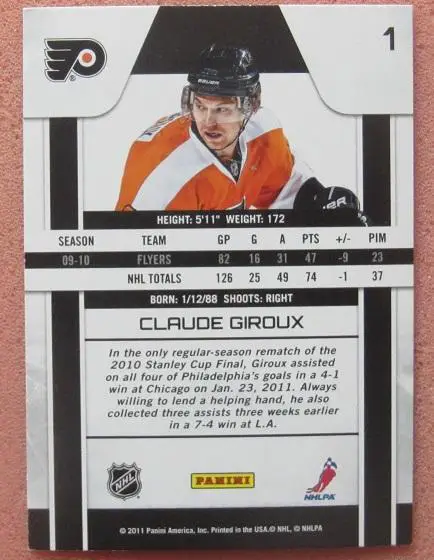 1
HEIGHT: 5'11" WEIGHT: 172
SEASON TEAM GP G A PTS +/- PIM
09-10 FLYERS 82 16 31 47 -9 23
NHL TOTALS 126 25 49 74 -1 37
BORN: 1/12/88 SHOOTS: RIGHT
CLAUDE GIROUX
In the only regular-season rematch of the
2010 Stanley Cup Final, Giroux assisted
on all four of Philadelphia's goals in a 4-1
win at Chicago on Jan. 23, 2011. Always
willing to lend a helping hand, he also
collected three assists three weeks earlier
in a 7-4 win at L.A.
NHL PANINI NHLPA
© 2011 Panini America, Inc. Printed in the USA.© NHL, © NHLPA